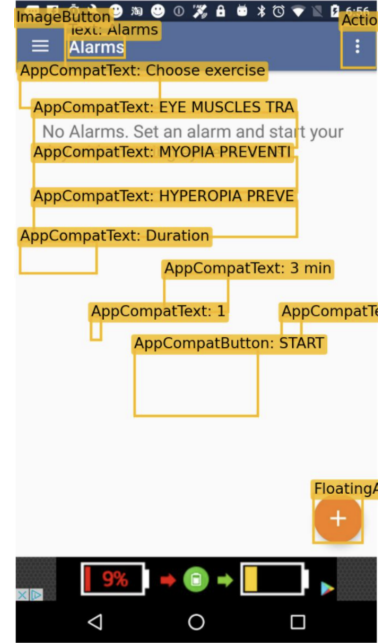 ImageButton
Actio
6:56
Text: Alarms
Alarms
AppCompatText: Choose exercise
AppCompatText: EYE MUSCLES TRA
No Alarms. Set an alarm and start your
AppCompatText: MYOPIA PREVENTI
AppCompatText: HYPEROPIA PREVE
AppCompatText: Duration
AppCompatText: 3 min
AppCompatText: 1
AppCompatTe
AppCompatButton: START
FloatingA
+
9%